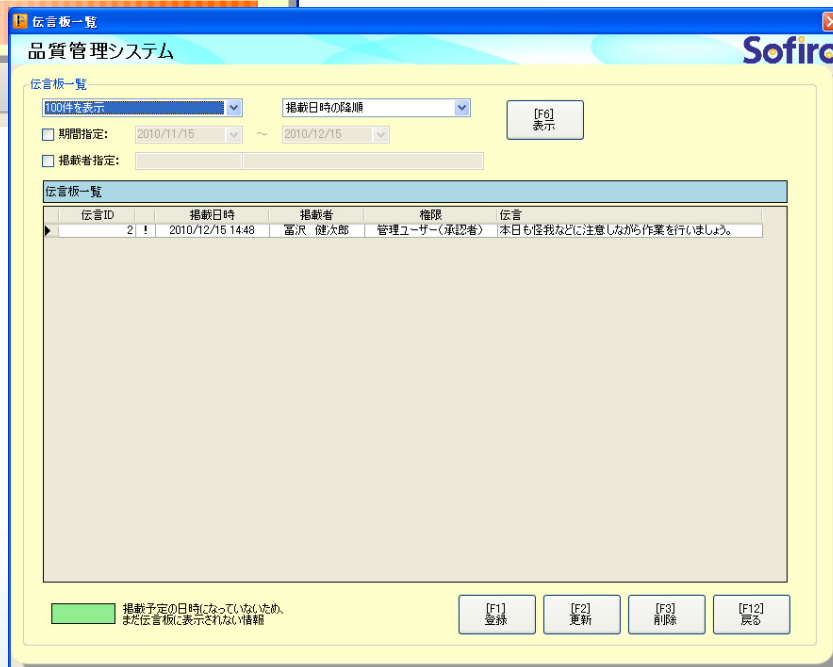 伝言板一覧
品質管理システム
Sofira
伝言板一覧
100件を表示 掲載日時の降順 [F6]
表示
期間指定: 2010/11/15 ～ 2010/12/15
掲載者指定:
伝言板一覧
伝言ID 掲載日時 掲載者 権限 伝言
2 ! 2010/12/15 14:48 冨沢 健次郎 管理ユーザー(承認者) 本日も怪我などに注意しながら作業を行いましょう。
掲載予定の日時になっていないため、
まだ伝言板に表示されない情報
[F1]
登録
[F2]
更新
[F3]
削除
[F12]
戻る